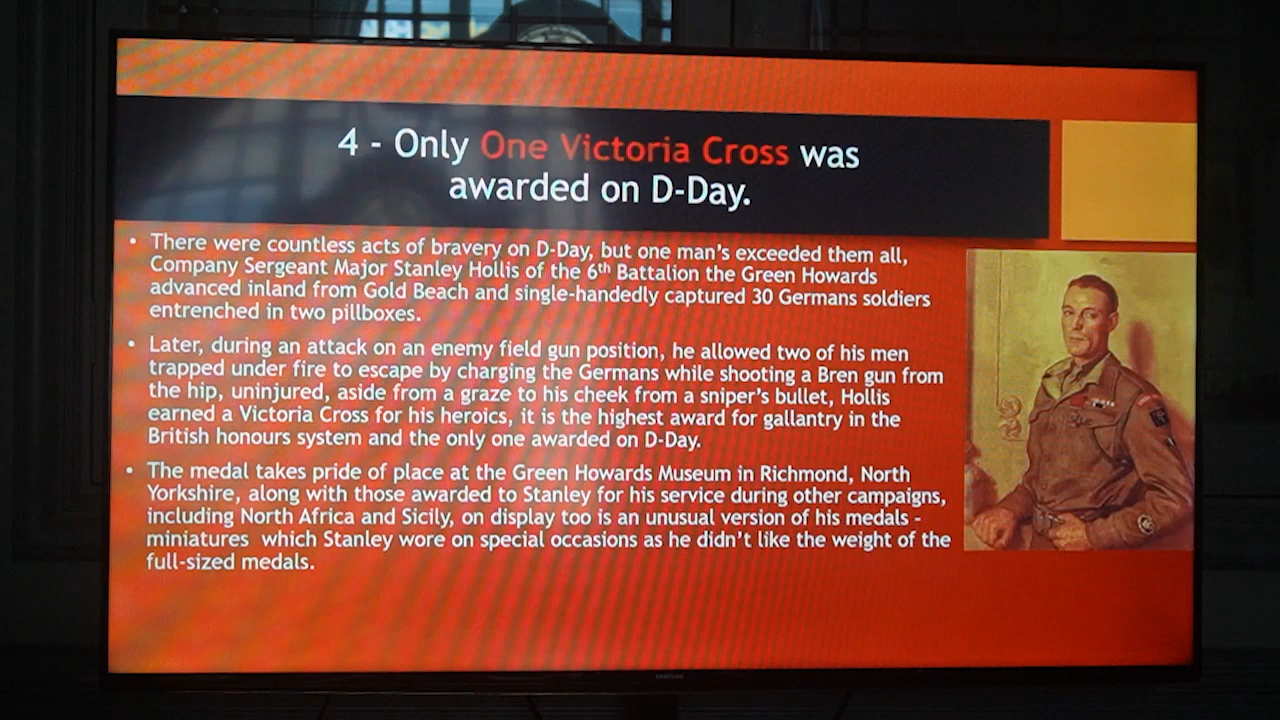 4 - Only One Victoria Cross was
awarded on D-Day.
• There were countless acts of bravery on D-Day, but one man's exceeded them all,
Company Sergeant Major Stanley Hollis of the 6th Battalion the Green Howards
advanced inland from Gold Beach and single-handedly captured 30 Germans soldiers
entrenched in two pillboxes.
• Later, during an attack on an enemy field gun position, he allowed two of his men
trapped under fire to escape by charging the Germans while shooting a Bren gun from
the hip, uninjured, aside from a graze to his cheek from a sniper's bullet, Hollis
earned a Victoria Cross for his heroics, it is the highest award for gallantry in the
British honours system and the only one awarded on D-Day.
• The medal takes pride of place at the Green Howards Museum in Richmond, North
Yorkshire, along with those awarded to Stanley for his service during other campaigns,
including North Africa and Sicily, on display too is an unusual version of his medals -
miniatures which Stanley wore on special occasions as he didn't like the weight of the
full-sized medals.
SAMSUNG